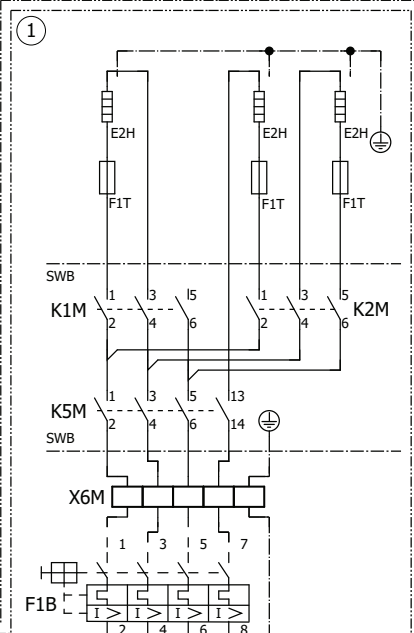 1
E2H E2H E2H
F1T F1T F1T
SWB
1 3 5 1 3 5
K1M K2M
2 4 6 2 4 6
1 3 5 13
K5M
2 4 6 14
SWB
X6M
1 3 5 7
F1B
I > I > I > I >
2 4 6 8